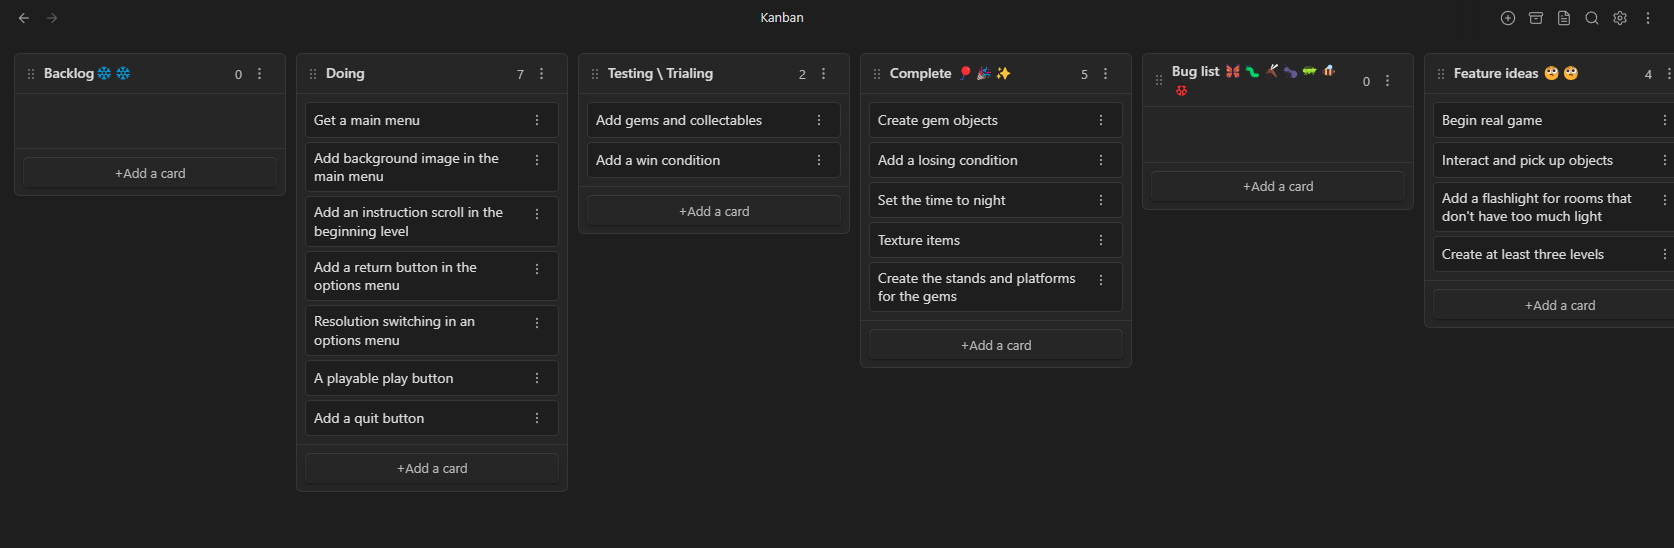 Kanban
Backlog ❄️ ❄️ 0
+Add a card
Doing 7
Get a main menu
Add background image in the
main menu
Add an instruction scroll in the
beginning level
Add a return button in the
options menu
Resolution switching in an
options menu
A playable play button
Add a quit button
+Add a card
Testing \ Trialing 2
Add gems and collectables
Add a win condition
+Add a card
Complete 🎈 🎉 ✨ 5
Create gem objects
Add a losing condition
Set the time to night
Texture items
Create the stands and platforms
for the gems
+Add a card
Bug list 0
+Add a card
Feature ideas 4
Begin real game
Interact and pick up objects
Add a flashlight for rooms that
don't have too much light
Create at least three levels
+Add a card